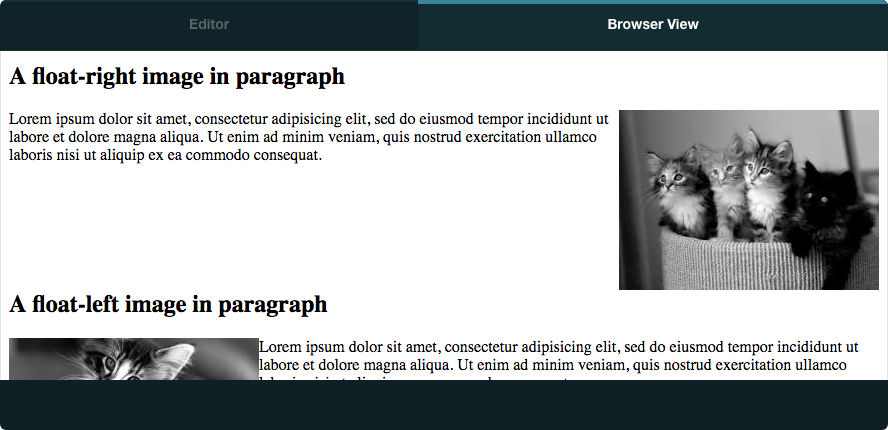 Editor
Browser View
A float-right image in paragraph
Lorem ipsum dolor sit amet, consectetur adipisicing elit, sed do eiusmod tempor incididunt ut
labore et dolore magna aliqua. Ut enim ad minim veniam, quis nostrud exercitation ullamco
laboris nisi ut aliquip ex ea commodo consequat.
A float-left image in paragraph
Lorem ipsum dolor sit amet, consectetur adipisicing elit, sed do eiusmod tempor incididunt ut
labore et dolore magna aliqua. Ut enim ad minim veniam, quis nostrud exercitation ullamco